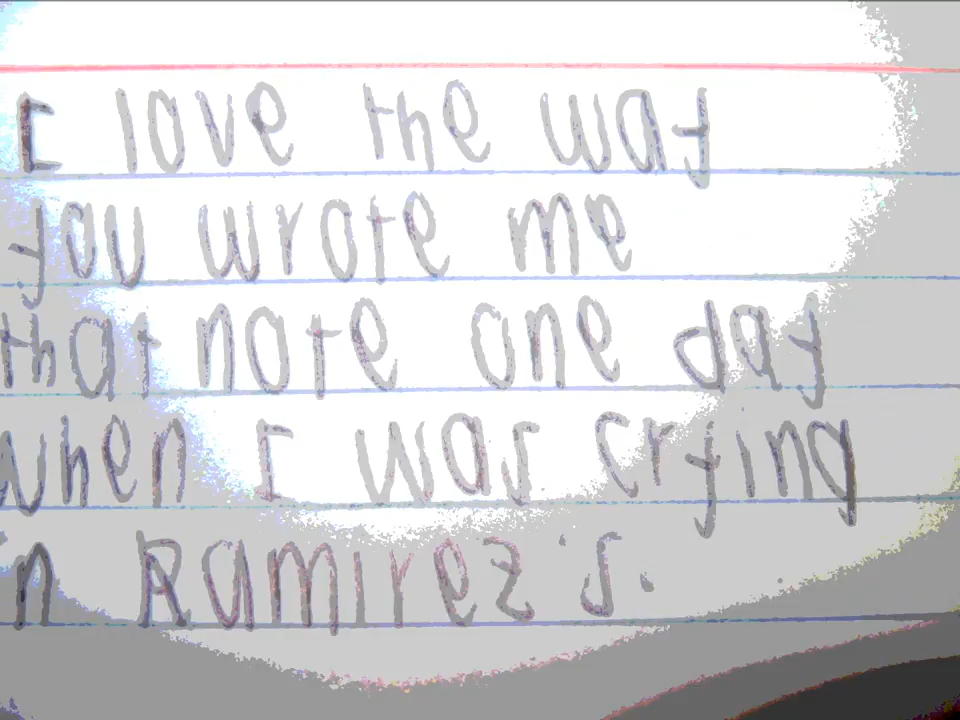 I love the way
you wrote me
that note one day
when I was crying
in Ramirez's.